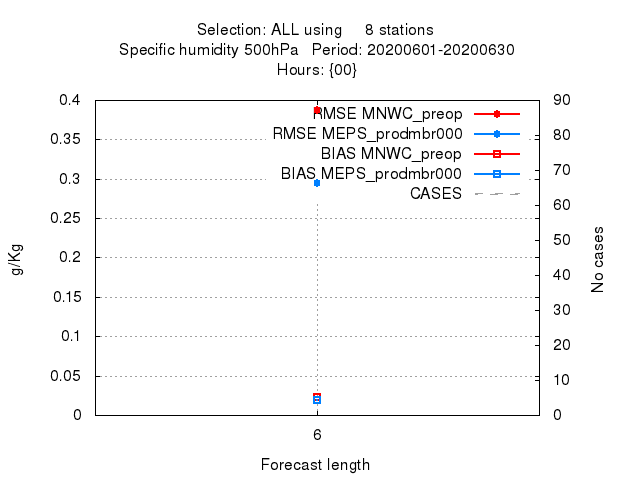 Selection: ALL using 8 stations
Specific humidity 500hPa Period: 20200601-20200630
Hours: {00}
RMSE MNWC_preop
RMSE MEPS_prodmbr000
BIAS MNWC_preop
BIAS MEPS_prodmbr000
CASES
0.4
0.35
0.3
0.25
0.2
0.15
0.1
0.05
0
g/Kg
90
80
70
60
50
40
30
20
10
0
No cases
6
Forecast length